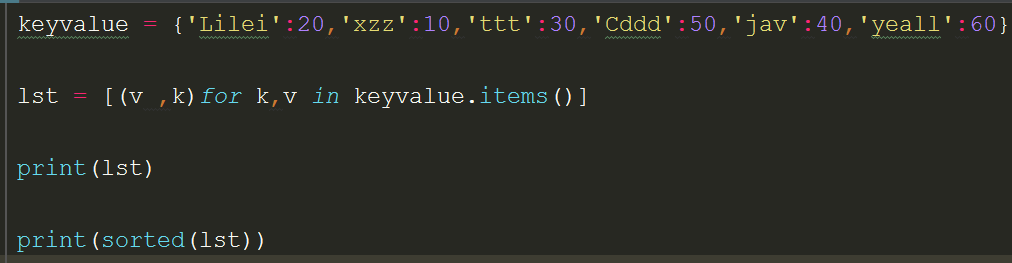 keyvalue = {'Lilei':20,'xzz':10,'ttt':30,'Cddd':50,'jav':40,'yeall':60}
lst = [(v ,k)for k,v in keyvalue.items()]
print(lst)
print(sorted(lst))